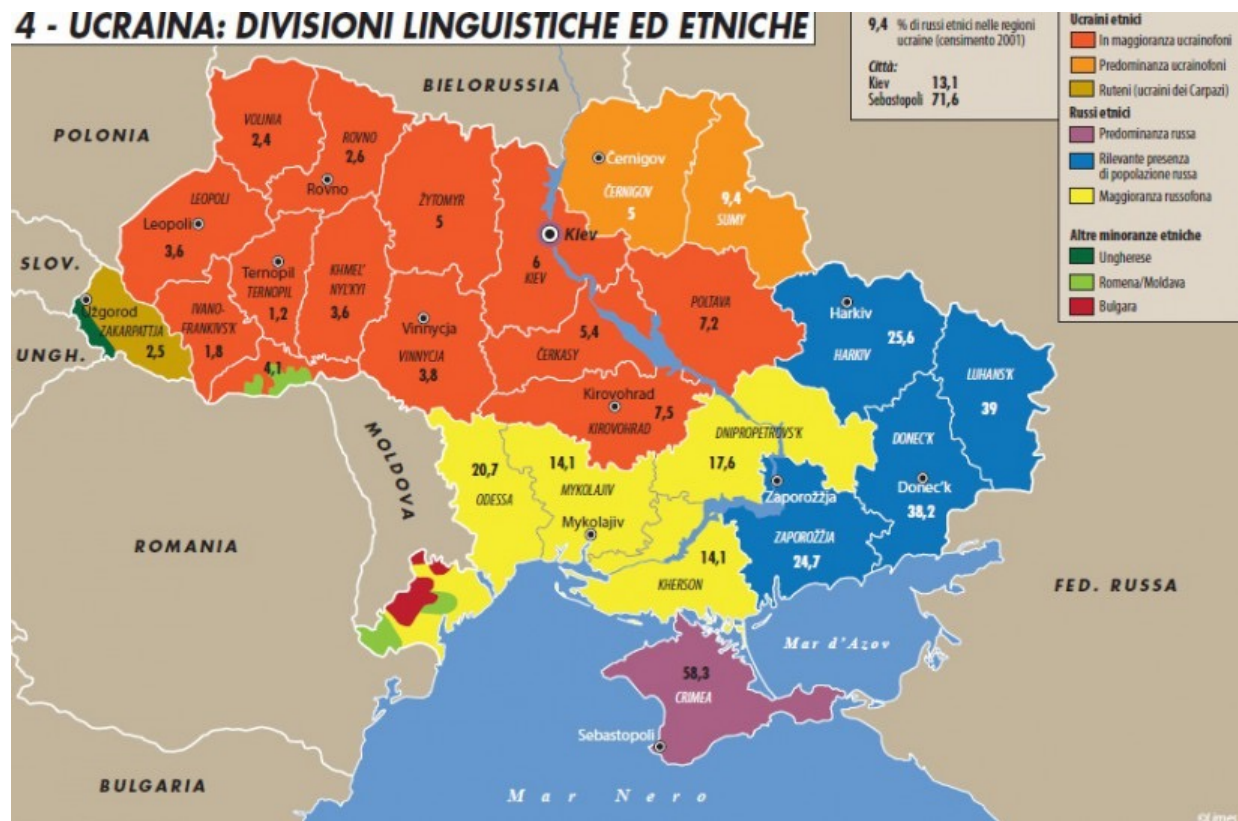 4 - UCRAINA: DIVISIONI LINGUISTICHE ED ETNICHE
9,4 % di russi etnici nelle regioni
ucraine (censimento 2001)
Città:
Kiev 13,1
Sebastopoli 71,6
Ucraini etnici
In maggioranza ucrainofoni
Predominanza ucrainofoni
Ruteni (ucraini dei Carpazi)
Russi etnici
Predominanza russa
Rilevante presenza
di popolazione russa
Maggioranza russofona
Altre minoranze etniche
Ungherese
Romena/Moldava
Bulgara
BIELORUSSIA
POLONIA
VOLINIA
2,4
ROVNO
2,6
Rovno
Černigov
ČERNIGOV
5
9,4
SUMY
LEOPOLI
Leopoli
3,6
ŽYTOMYR
5
Kiev
6
KIEV
SLOV.
Ternopil
TERNOPIL
1,2
KHMEL'
NYL'KYI
3,6
POLTAVA
7,2
Harkiv
25,6
HARKIV
Užgorod
ZAKARPATTJA
2,5
IVANO-
FRANKIVS'K
1,8
Vinnycja
VINNYCJA
3,8
5,4
ČERKASY
LUHANS'K
39
UNGH.
4,1
Kirovohrad
7,5
KIROVOHRAD
MOLDOVA
DNIPROPETROVS'K
17,6
DONEC'K
Donec'k
38,2
20,7
ODESSA
14,1
MYKOLAJIV
Mykolajiv
Zaporožžja
ZAPOROŽŽJA
24,7
ROMANIA
14,1
KHERSON
FED. RUSSA
Mar d'Azov
58,3
CRIMEA
Sebastopoli
BULGARIA
Mar Nero
©Limes